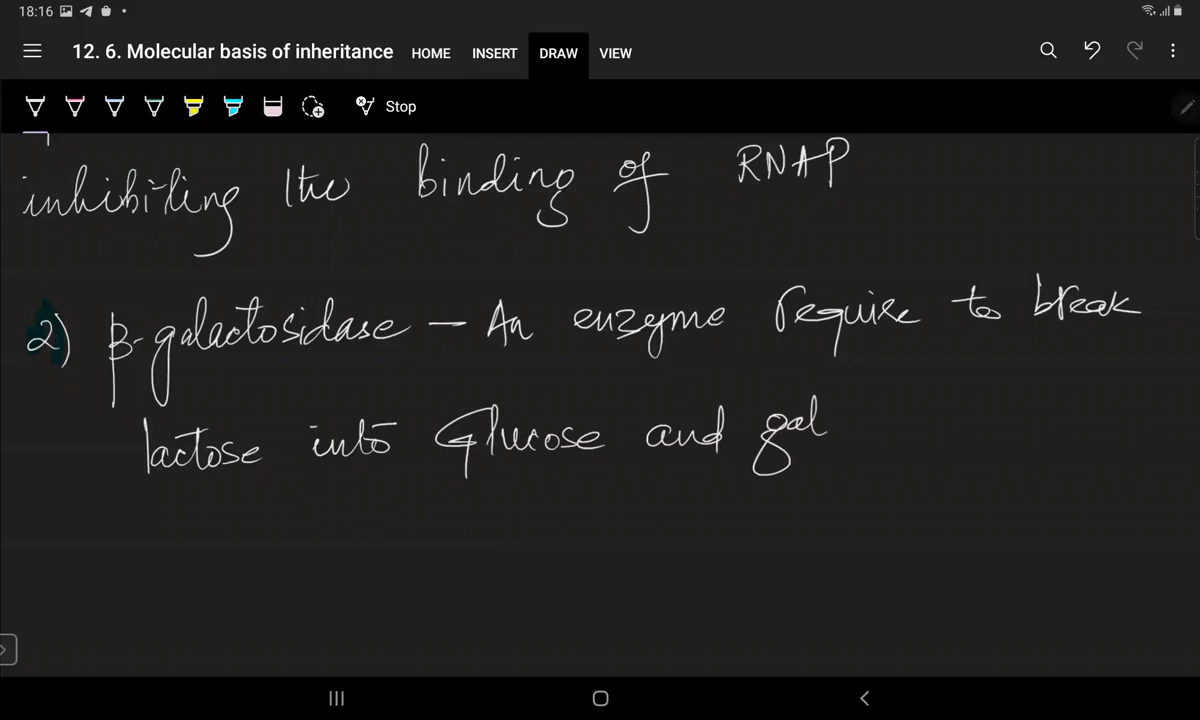 18:16
12. 6. Molecular basis of inheritance HOME INSERT DRAW VIEW
Stop
inhibiting the binding of RNAP
2) β-galactosidase — An enzyme require to break
lactose into Glucose and gal